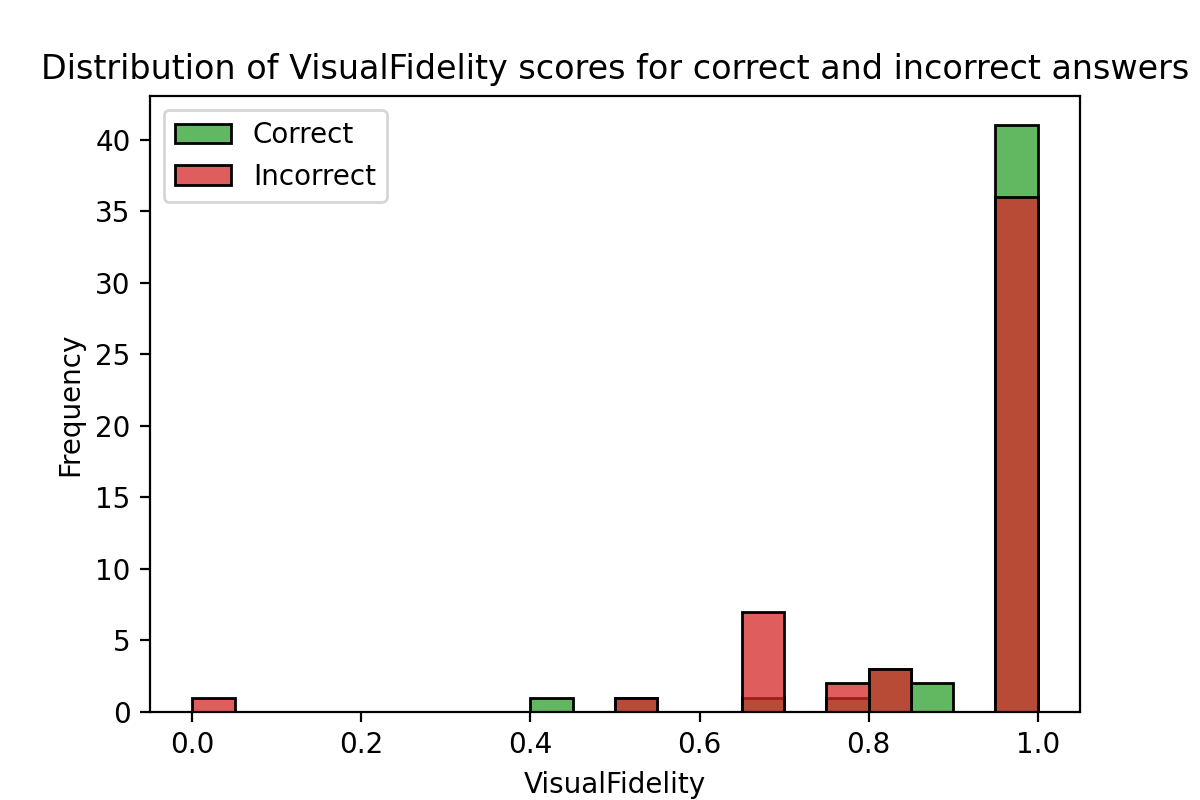 Distribution of VisualFidelity scores for correct and incorrect answers
Correct
Incorrect
Frequency
40
35
30
25
20
15
10
5
0
0.0 0.2 0.4 0.6 0.8 1.0
VisualFidelity